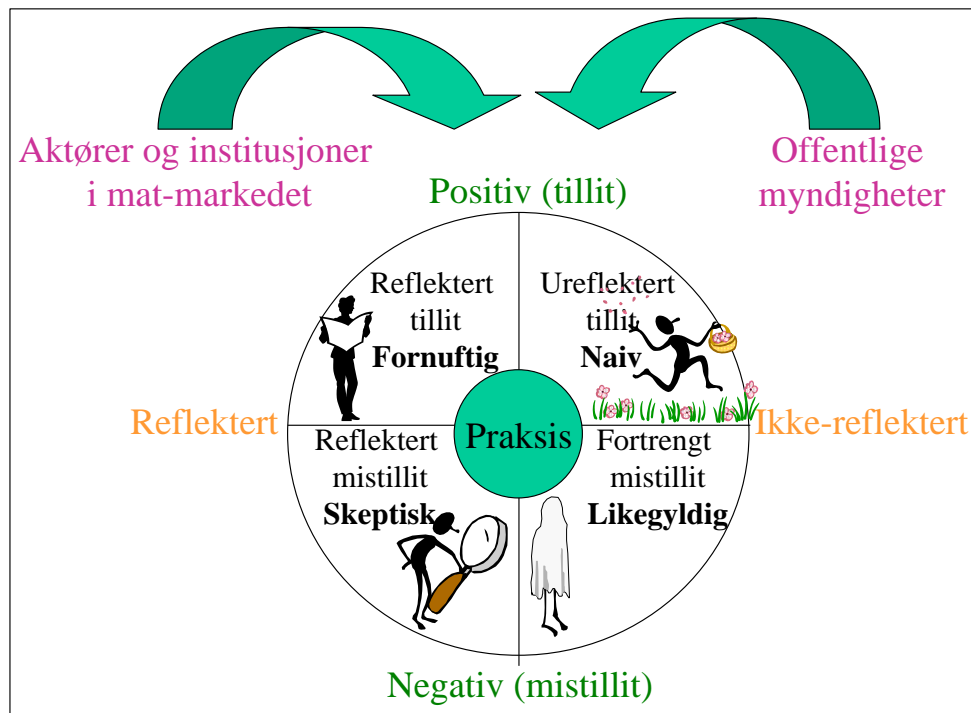 Aktører og institusjoner
i mat-markedet
Offentlige
myndigheter
Positiv (tillit)
Reflektert
tillit
Fornuftig
Ureflektert
tillit
Naiv
Reflektert
Praksis
Ikke-reflektert
Reflektert
mistillit
Skeptisk
Fortrengt
mistillit
Likegyldig
Negativ (mistillit)